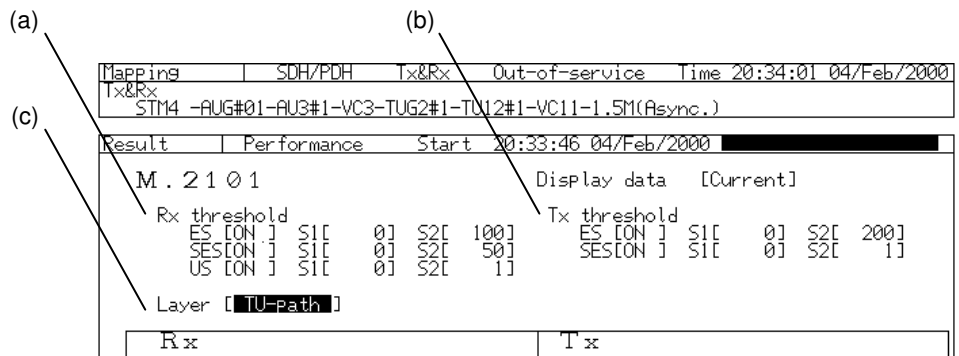 (a) (b)
Mapping SDH/PDH Tx&Rx Out-of-service Time 20:34:01 04/Feb/2000
Tx&Rx
STM4 -AUG#01-AU3#1-VC3-TUG2#1-TU12#1-VC11-1.5M(Async.)
(c)
Result Performance Start 20:33:46 04/Feb/2000
M.2101 Display data [Current]
Rx threshold Tx threshold
ES [ON ] S1[ 0] S2[ 100] ES [ON ] S1[ 0] S2[ 200]
SES[ON ] S1[ 0] S2[ 50] SES[ON ] S1[ 0] S2[ 1]
US [ON ] S1[ 0] S2[ 1]
Layer [ TU-path ]
Rx Tx